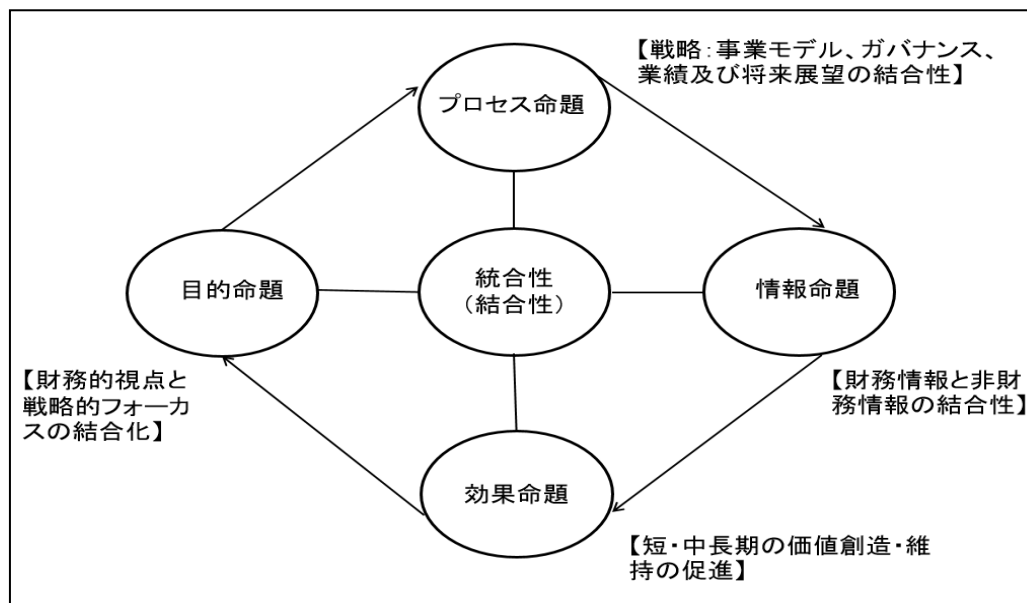 【戦略：事業モデル、ガバナンス、
業績及び将来展望の結合性】
プロセス命題
目的命題
統合性
（結合性）
情報命題
【財務的視点と
戦略的フォーカ
スの結合化】
【財務情報と非財
務情報の結合性】
効果命題
【短・中長期の価値創造・維
持の促進】